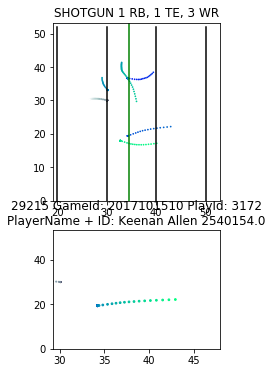 SHOTGUN 1 RB, 1 TE, 3 WR
50
40
30
20
10
0
20 30 40 50
29215 GameId: 2017101510 PlayId: 3172
PlayerName + ID: Keenan Allen 2540154.0
40
20
0
30 35 40 45